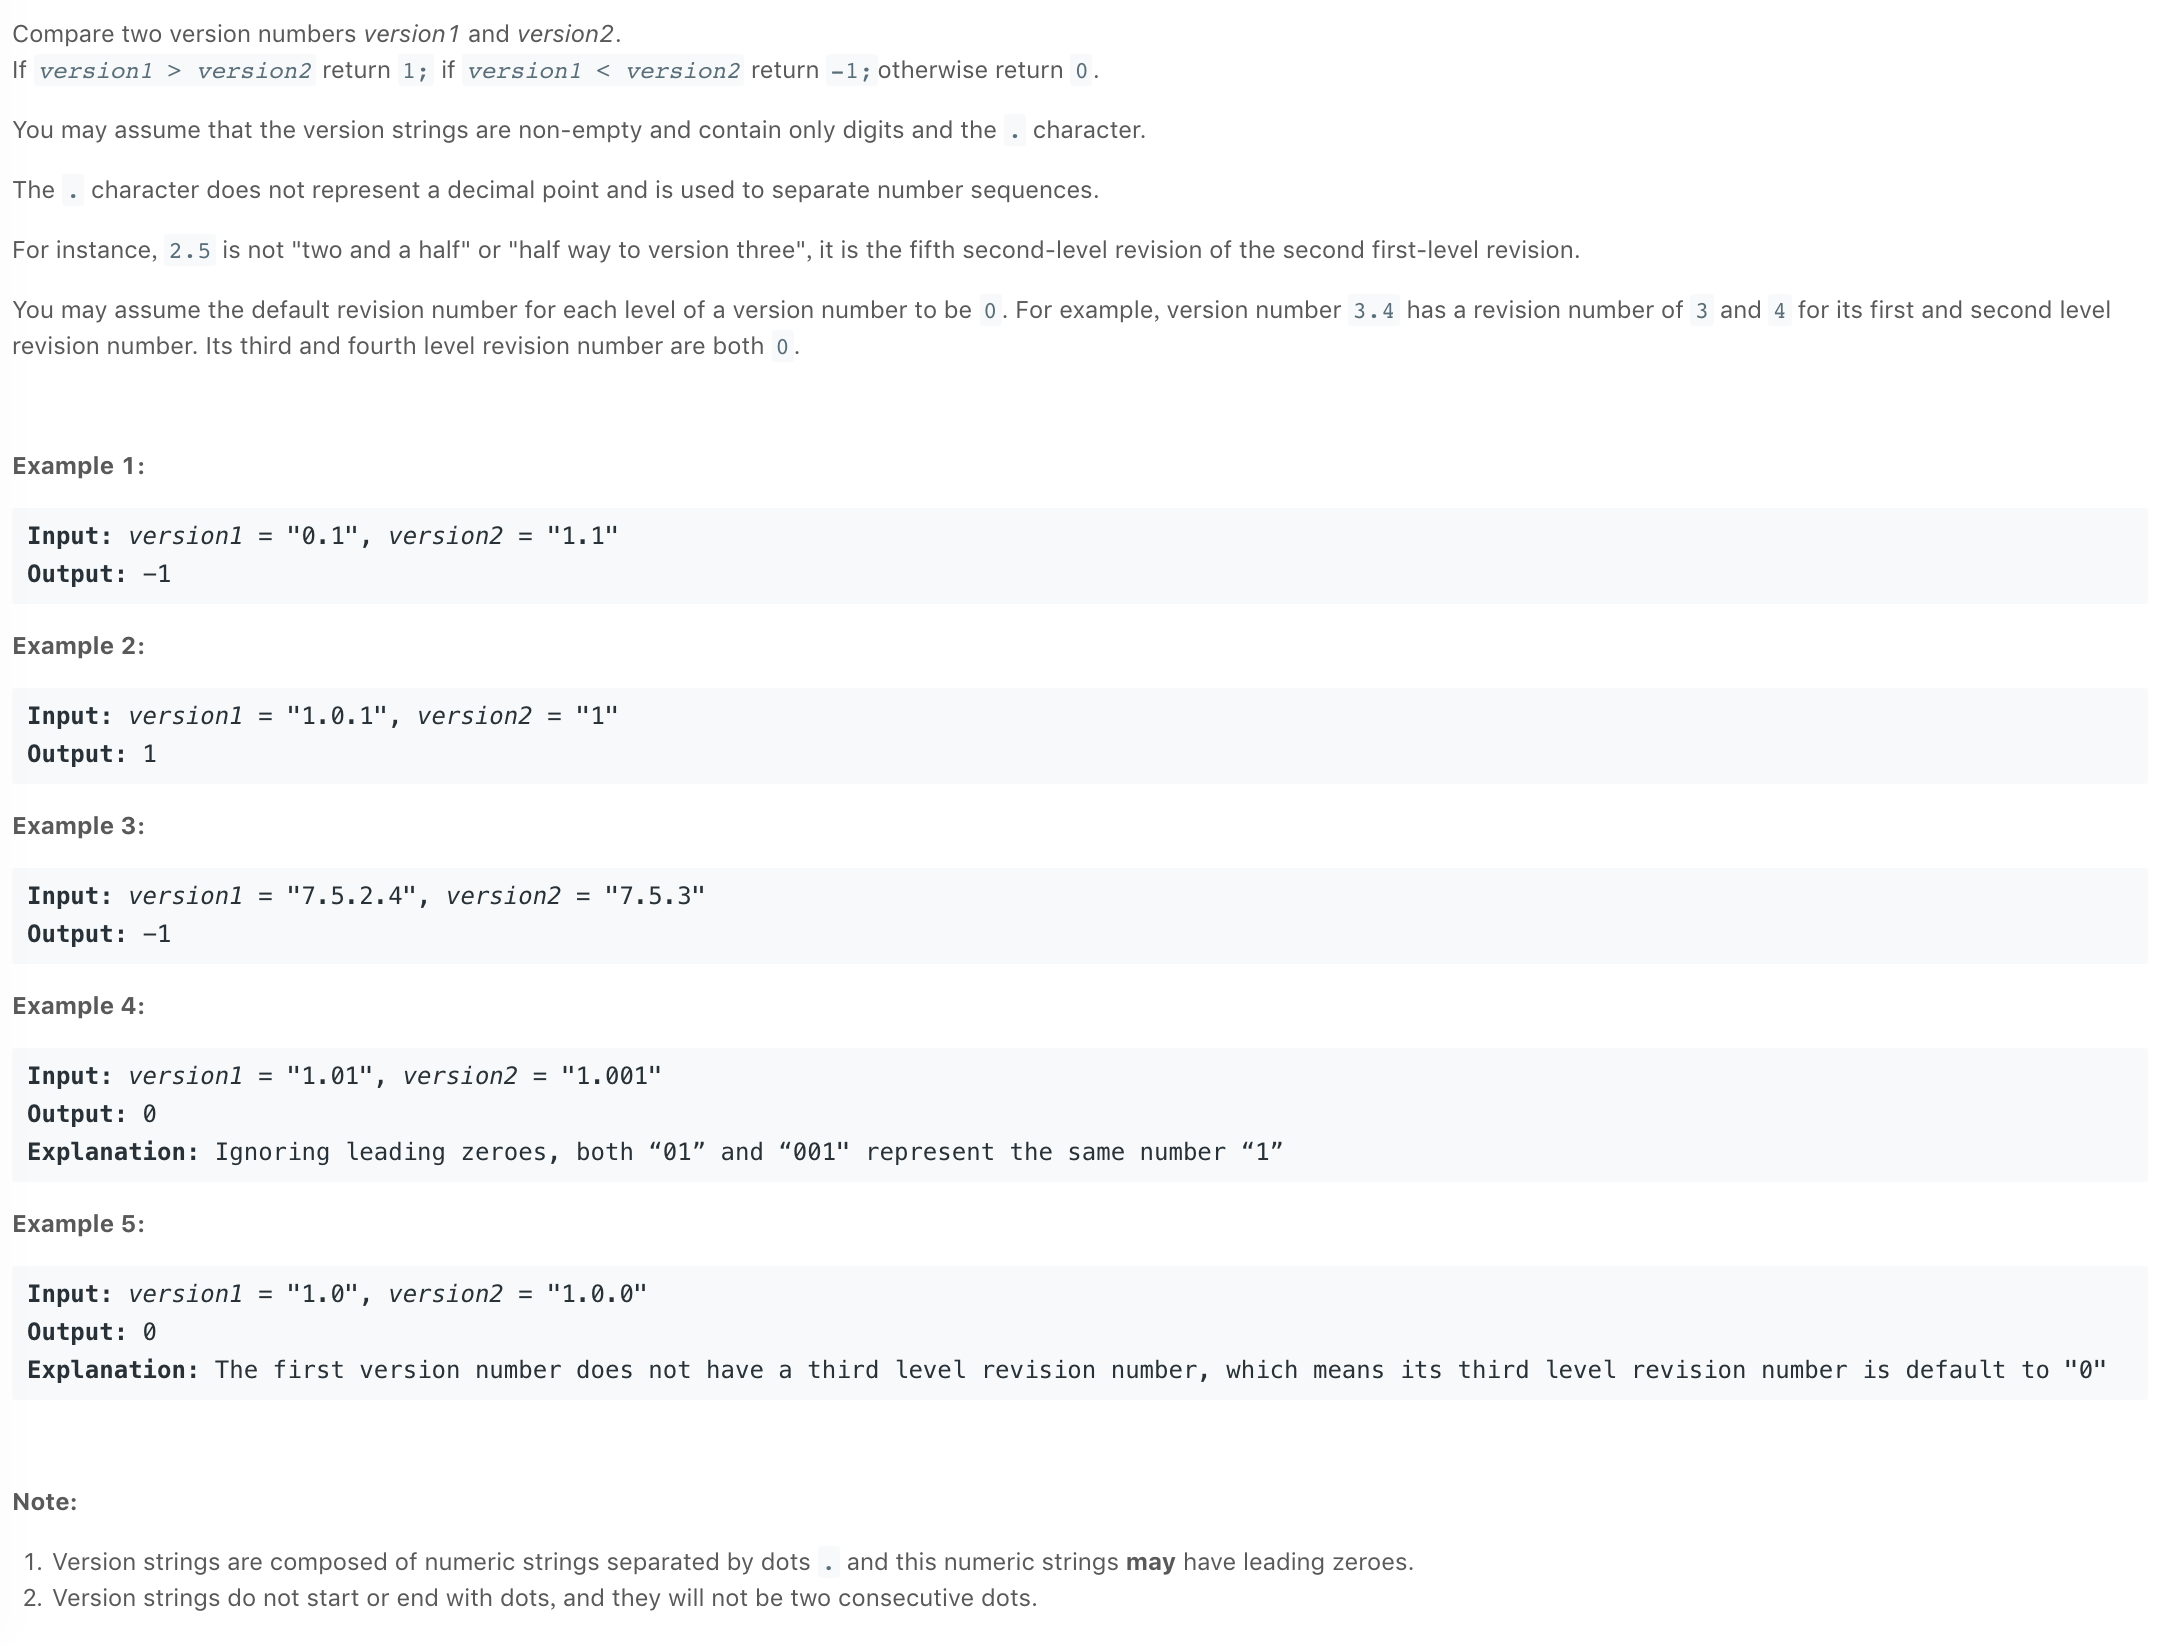 Compare two version numbers version1 and version2.
If version1 > version2 return 1; if version1 < version2 return -1;otherwise return 0.
You may assume that the version strings are non-empty and contain only digits and the . character.
The . character does not represent a decimal point and is used to separate number sequences.
For instance, 2.5 is not "two and a half" or "half way to version three", it is the fifth second-level revision of the second first-level revision.
You may assume the default revision number for each level of a version number to be 0. For example, version number 3.4 has a revision number of 3 and 4 for its first and second level
revision number. Its third and fourth level revision number are both 0.
Example 1:
Input: version1 = "0.1", version2 = "1.1"
Output: -1
Example 2:
Input: version1 = "1.0.1", version2 = "1"
Output: 1
Example 3:
Input: version1 = "7.5.2.4", version2 = "7.5.3"
Output: -1
Example 4:
Input: version1 = "1.01", version2 = "1.001"
Output: 0
Explanation: Ignoring leading zeroes, both “01” and “001" represent the same number “1”
Example 5:
Input: version1 = "1.0", version2 = "1.0.0"
Output: 0
Explanation: The first version number does not have a third level revision number, which means its third level revision number is default to "0"
Note:
1. Version strings are composed of numeric strings separated by dots . and this numeric strings may have leading zeroes.
2. Version strings do not start or end with dots, and they will not be two consecutive dots.